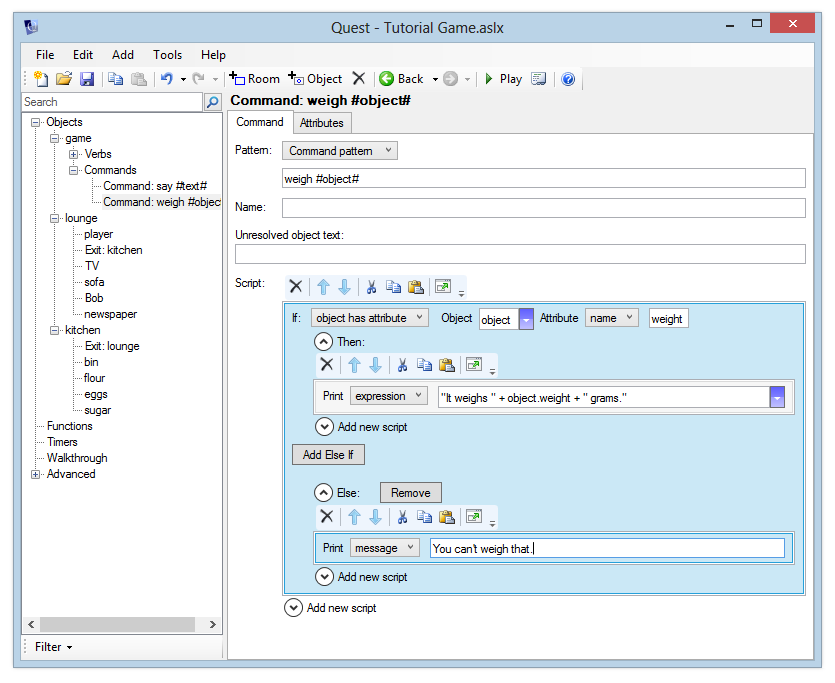 Quest - Tutorial Game.aslx
File Edit Add Tools Help
Room Object Back Play
Search
Objects
game
Verbs
Commands
Command: say #text#
Command: weigh #object
lounge
player
Exit: kitchen
TV
sofa
Bob
newspaper
kitchen
Exit: lounge
bin
flour
eggs
sugar
Functions
Timers
Walkthrough
Advanced
Filter
Command: weigh #object#
Command Attributes
Pattern: Command pattern
weigh #object#
Name:
Unresolved object text:
Script:
If: object has attribute Object object Attribute name weight
Then:
Print expression "It weighs " + object.weight + " grams."
Add new script
Add Else If
Else: Remove
Print message You can't weigh that.
Add new script
Add new script